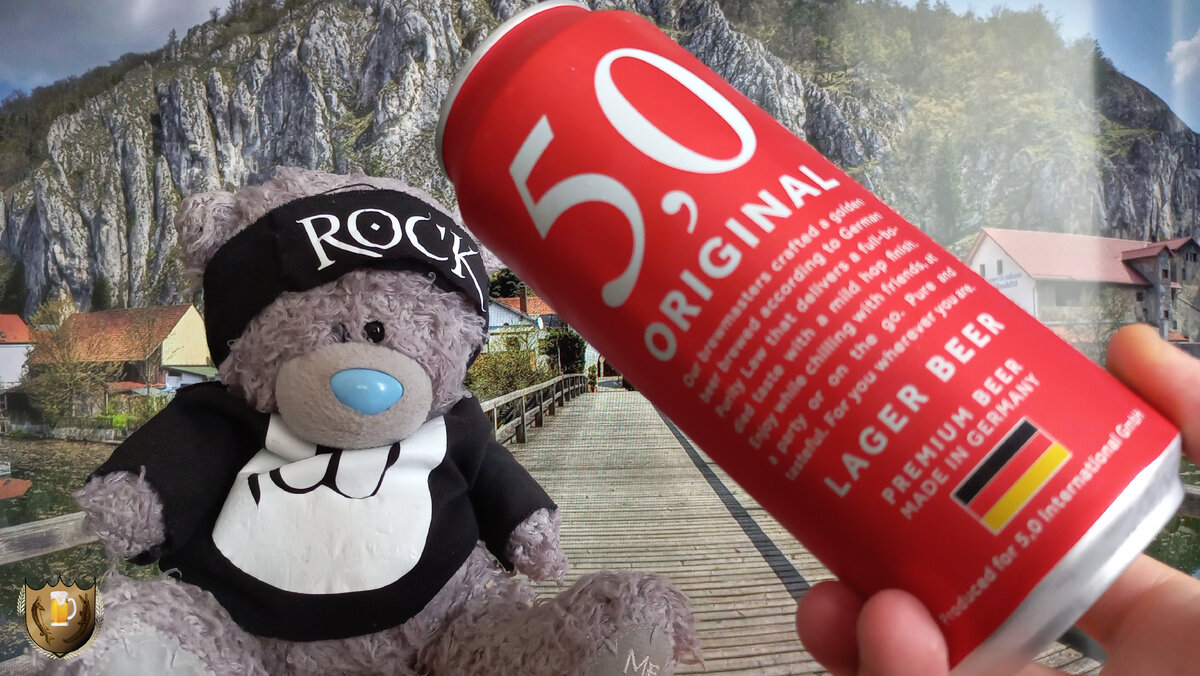 ROCK
5,0
ORIGINAL
Our brewmasters crafted a golden
beer brewed according to German
Purity Law that delivers a full-bo-
died taste with a mild hop finish.
Enjoy while chilling with friends, at
a party or on the go. Pure and
tasteful. For you wherever you are.
LAGER BEER
PREMIUM BEER
MADE IN GERMANY
Produced for 5,0 International GmbH
ME